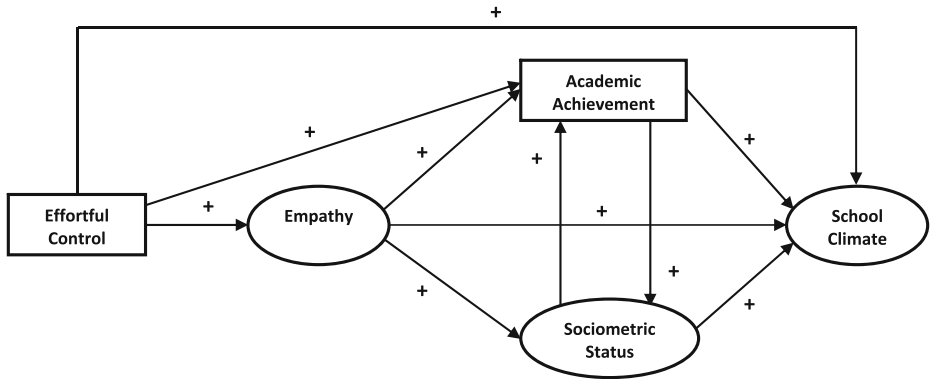 +
Academic
Achievement
+
+
+
+
Effortful
Control
+
Empathy
+
School
Climate
+
+
+
Sociometric
Status